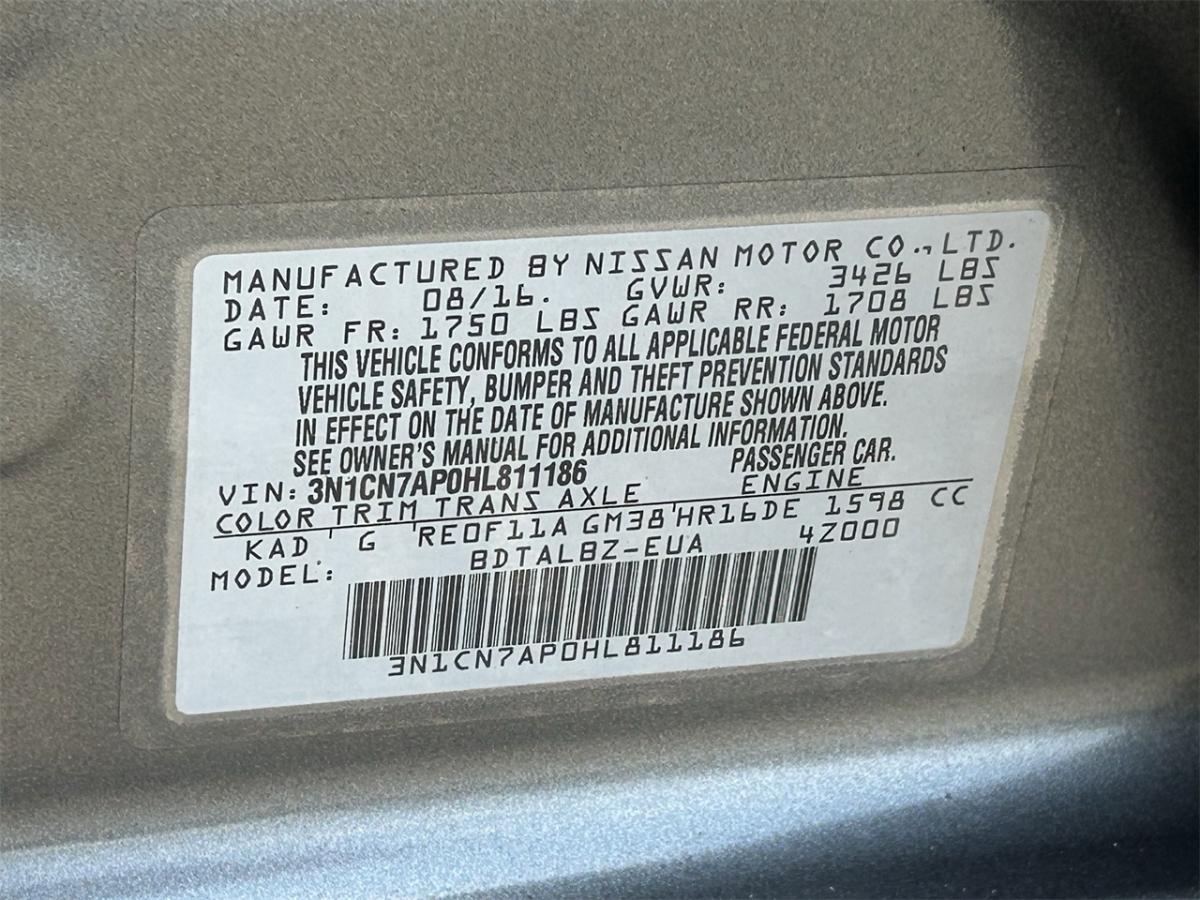 MANUFACTURED BY NISSAN MOTOR CO., LTD.
DATE: 08/16. GVWR: 3426 LBS
GAWR FR: 1750 LBS GAWR RR: 1708 LBS
THIS VEHICLE CONFORMS TO ALL APPLICABLE FEDERAL MOTOR
VEHICLE SAFETY, BUMPER AND THEFT PREVENTION STANDARDS
IN EFFECT ON THE DATE OF MANUFACTURE SHOWN ABOVE.
SEE OWNER'S MANUAL FOR ADDITIONAL INFORMATION.
VIN: 3N1CN7AP0HL811186 PASSENGER CAR.
COLOR TRIM TRANS AXLE ENGINE
KAD ' G 'RE0F11A GM38'HR16DE 1598 CC
MODEL: BDTALBZ-EUA 4Z000
3N1CN7AP0HL811186